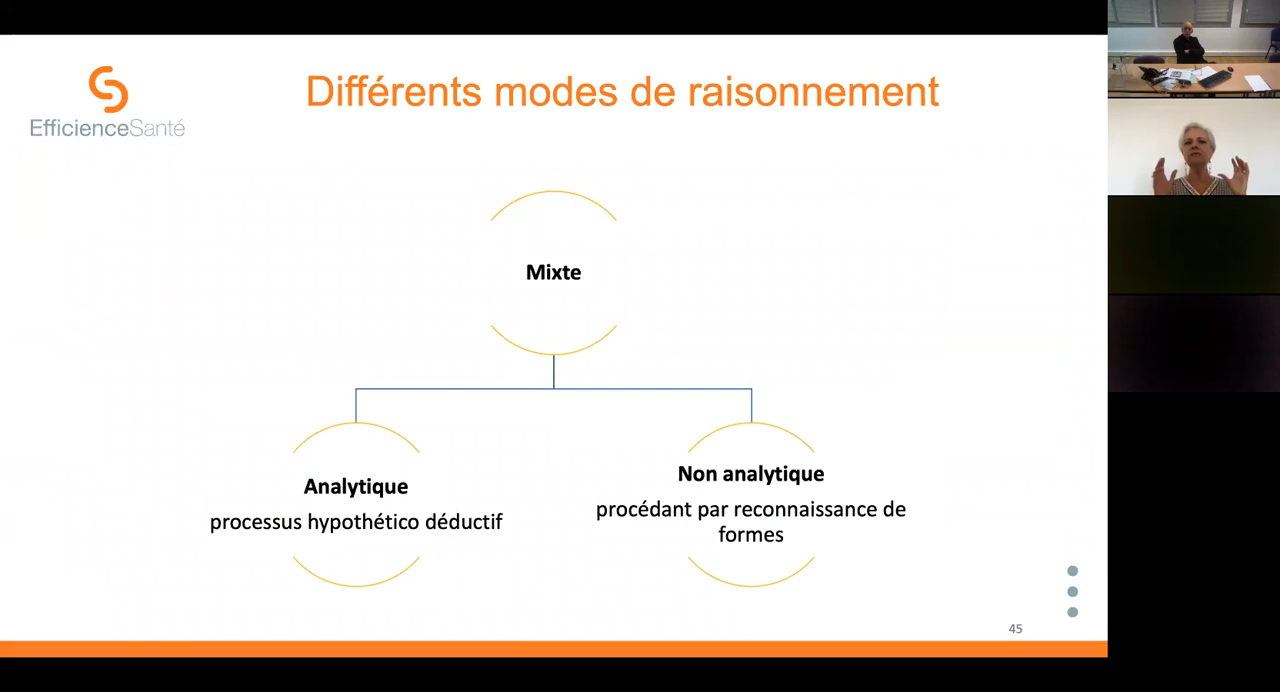 EfficienceSanté
Différents modes de raisonnement
Mixte
Analytique
processus hypothético déductif
Non analytique
procédant par reconnaissance de
formes
45